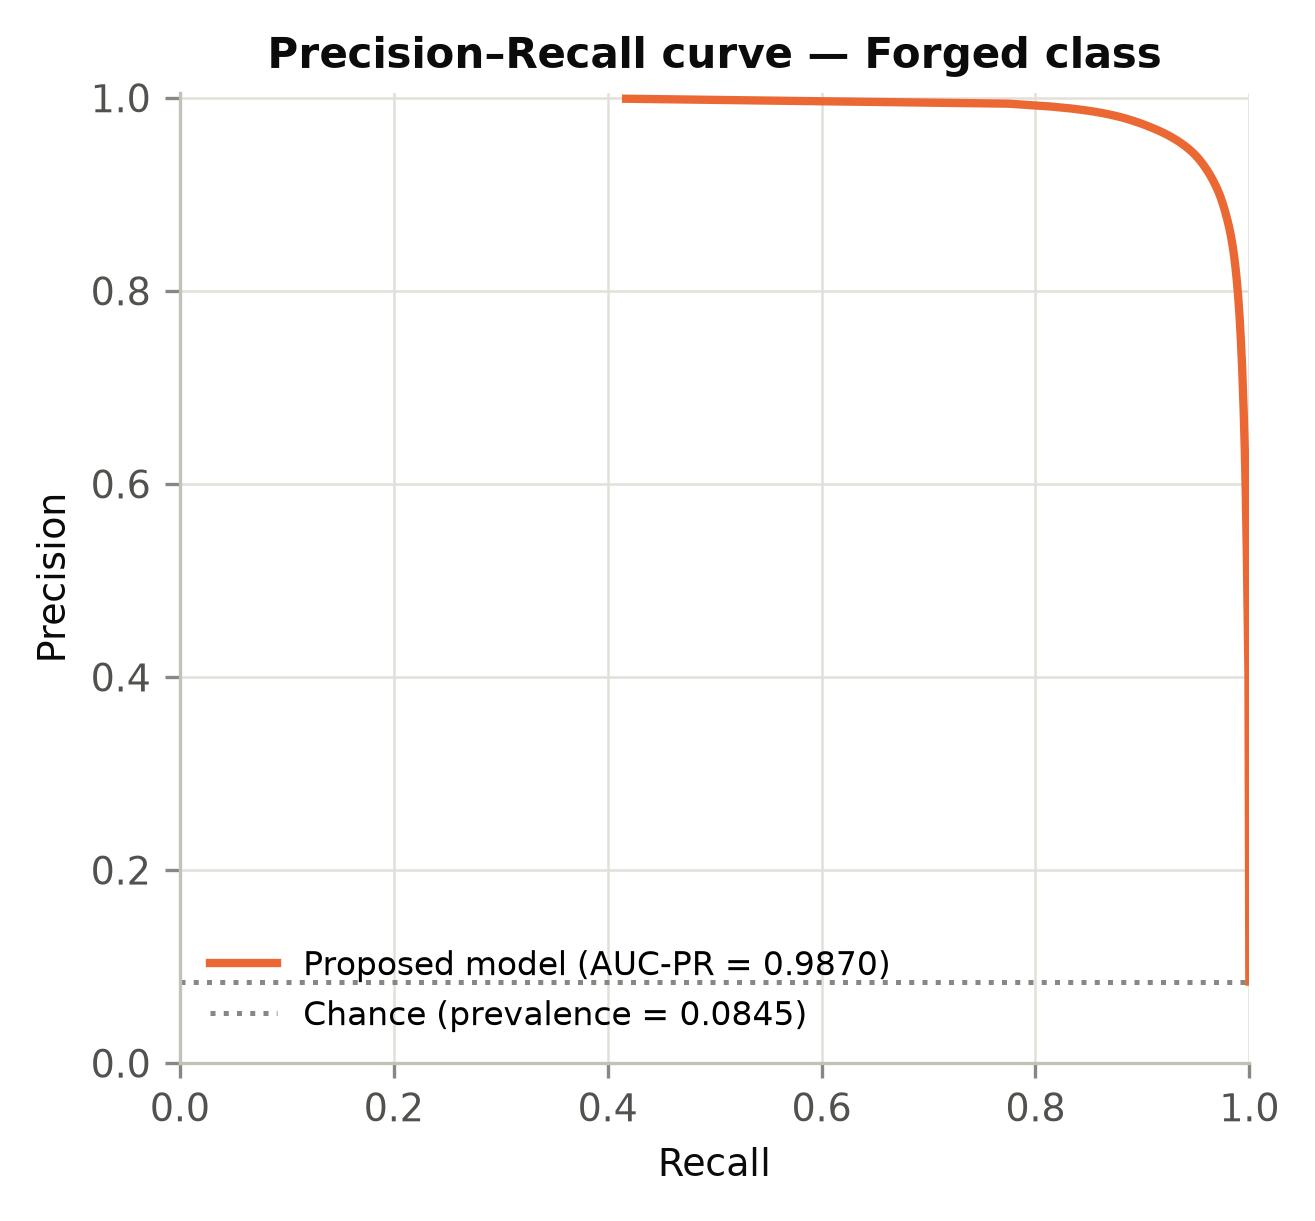 Precision–Recall curve — Forged class
1.0
0.8
0.6
0.4
0.2
0.0
Precision
Proposed model (AUC-PR = 0.9870)
Chance (prevalence = 0.0845)
0.0 0.2 0.4 0.6 0.8 1.0
Recall